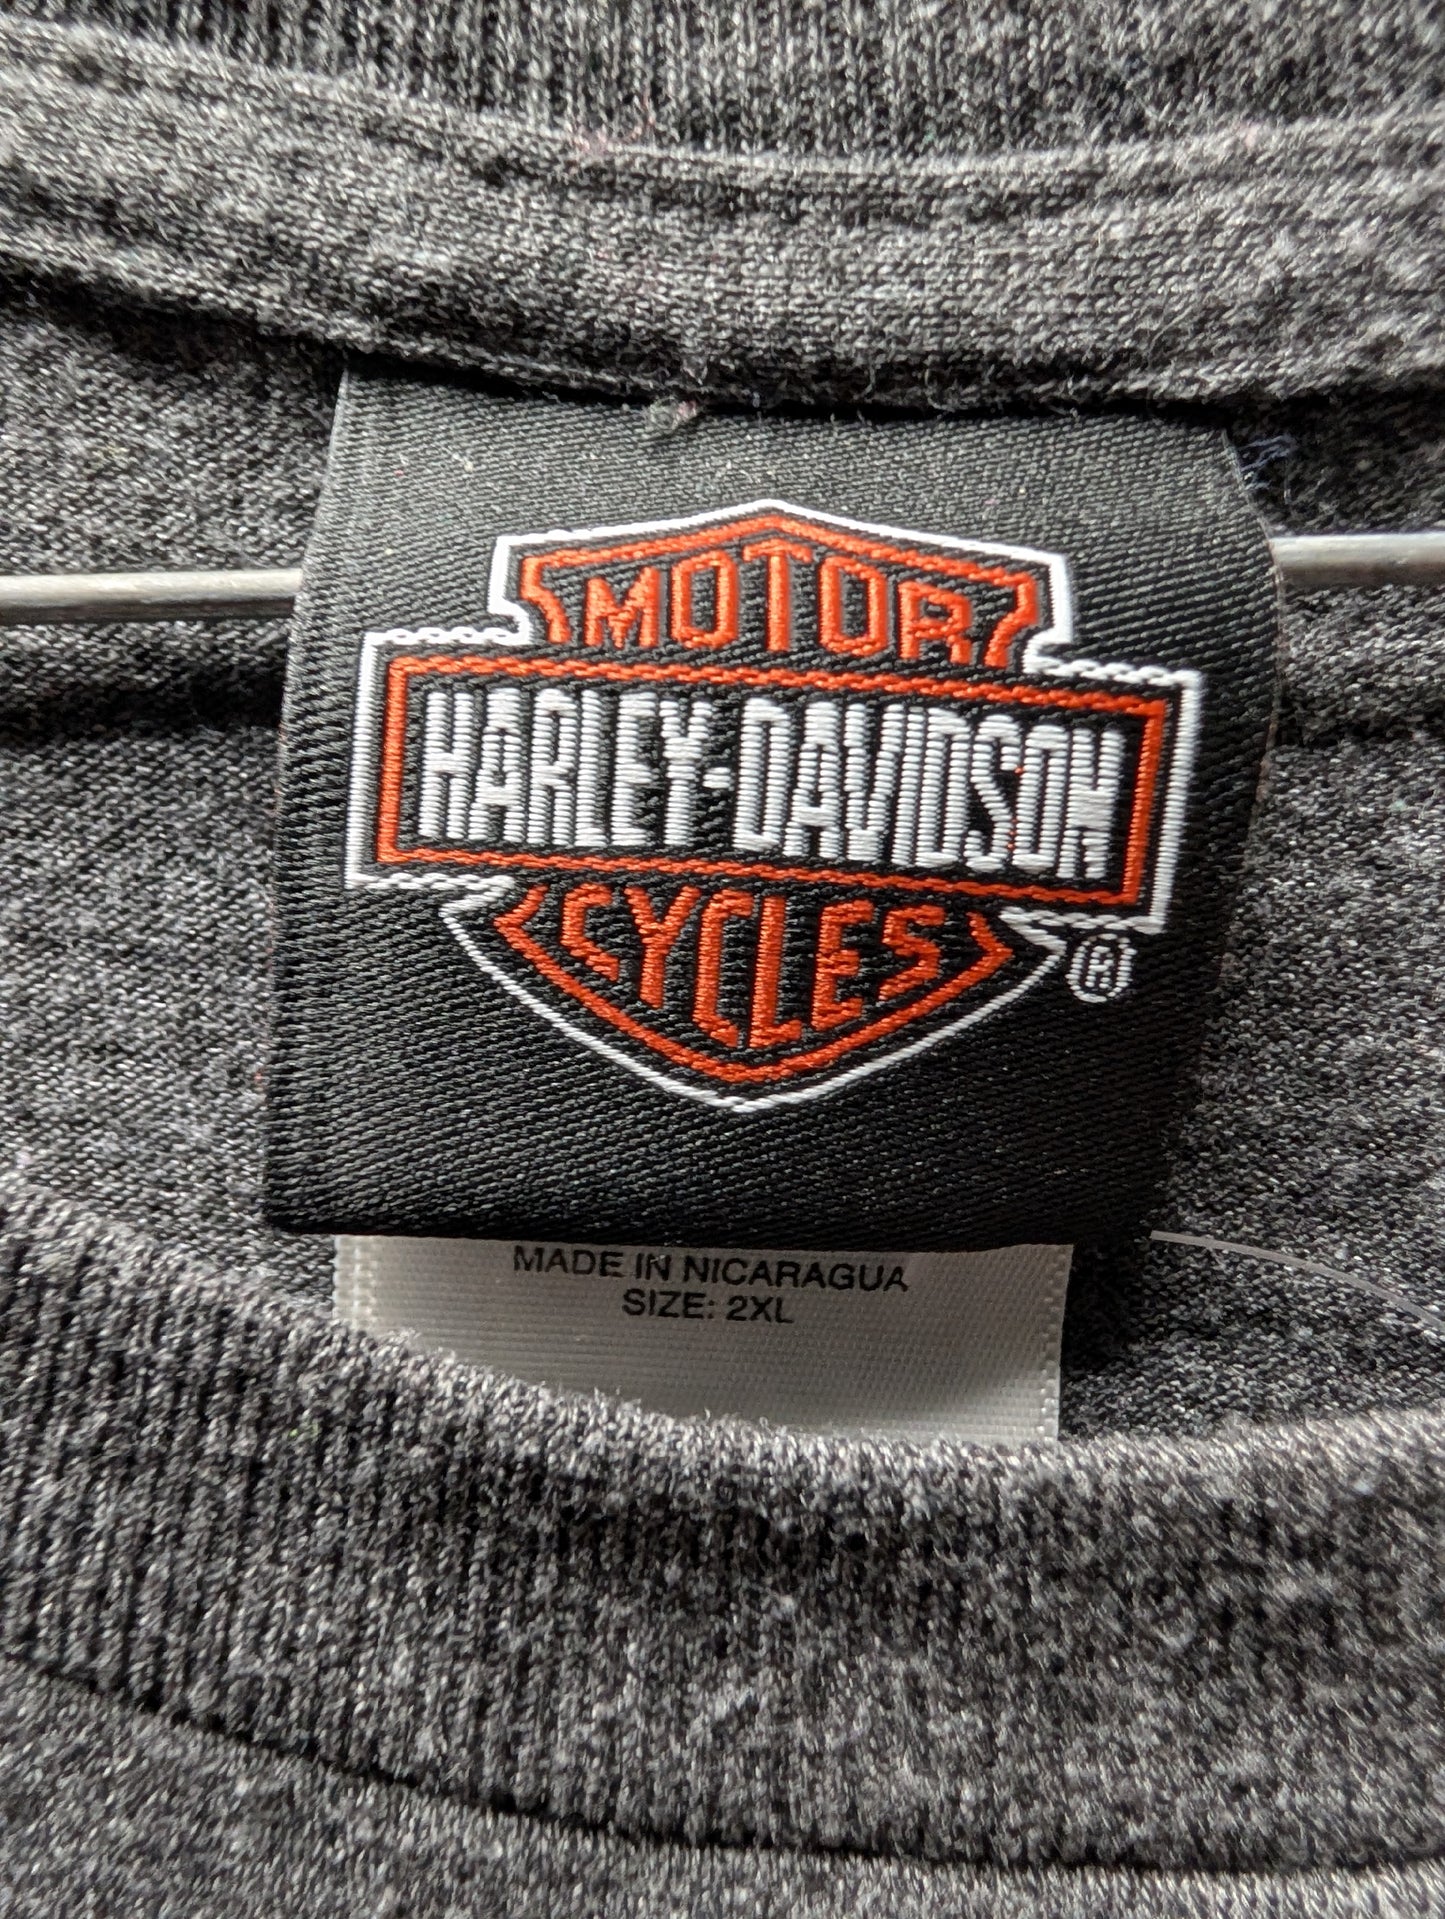 MOTOR
HARLEY-DAVIDSON
CYCLES
®
MADE IN NICARAGUA
SIZE: 2XL